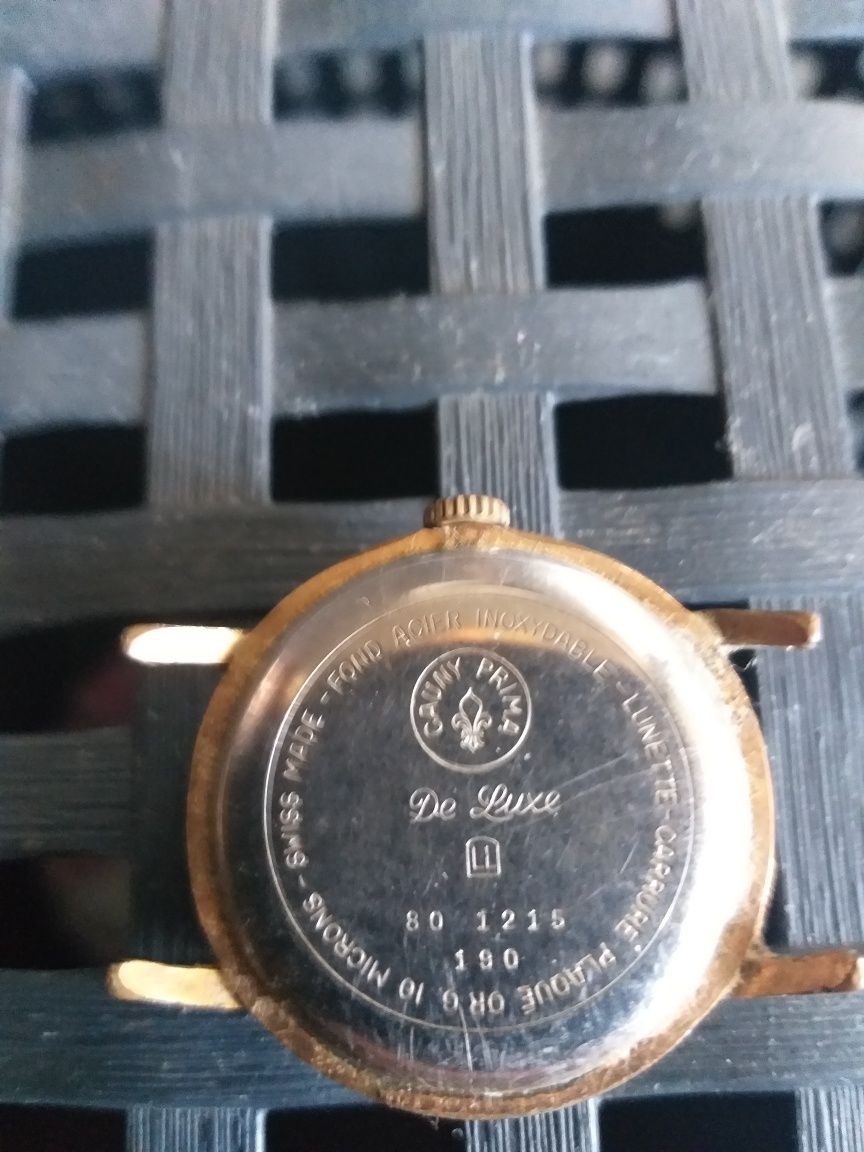 SWISS MADE - FOND ACIER INOXYDABLE - LUNETTE - CARRURE PLAQUE OR G. 10 MICRONS -
CAUNY PRIMA
De Luxe
80 1215
190